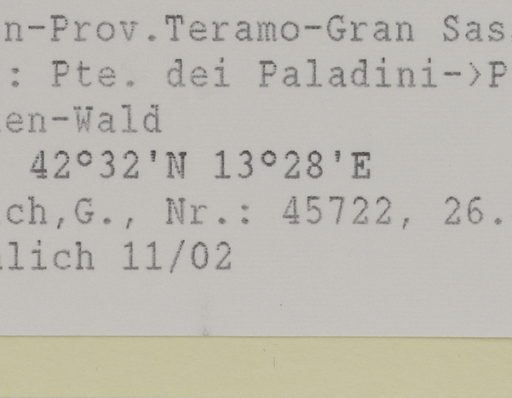 n-Prov.Teramo-Gran Sas
: Pte. dei Paladini->P
en-Wald
42°32'N 13°28'E
ch,G., Nr.: 45722, 26.
lich 11/02